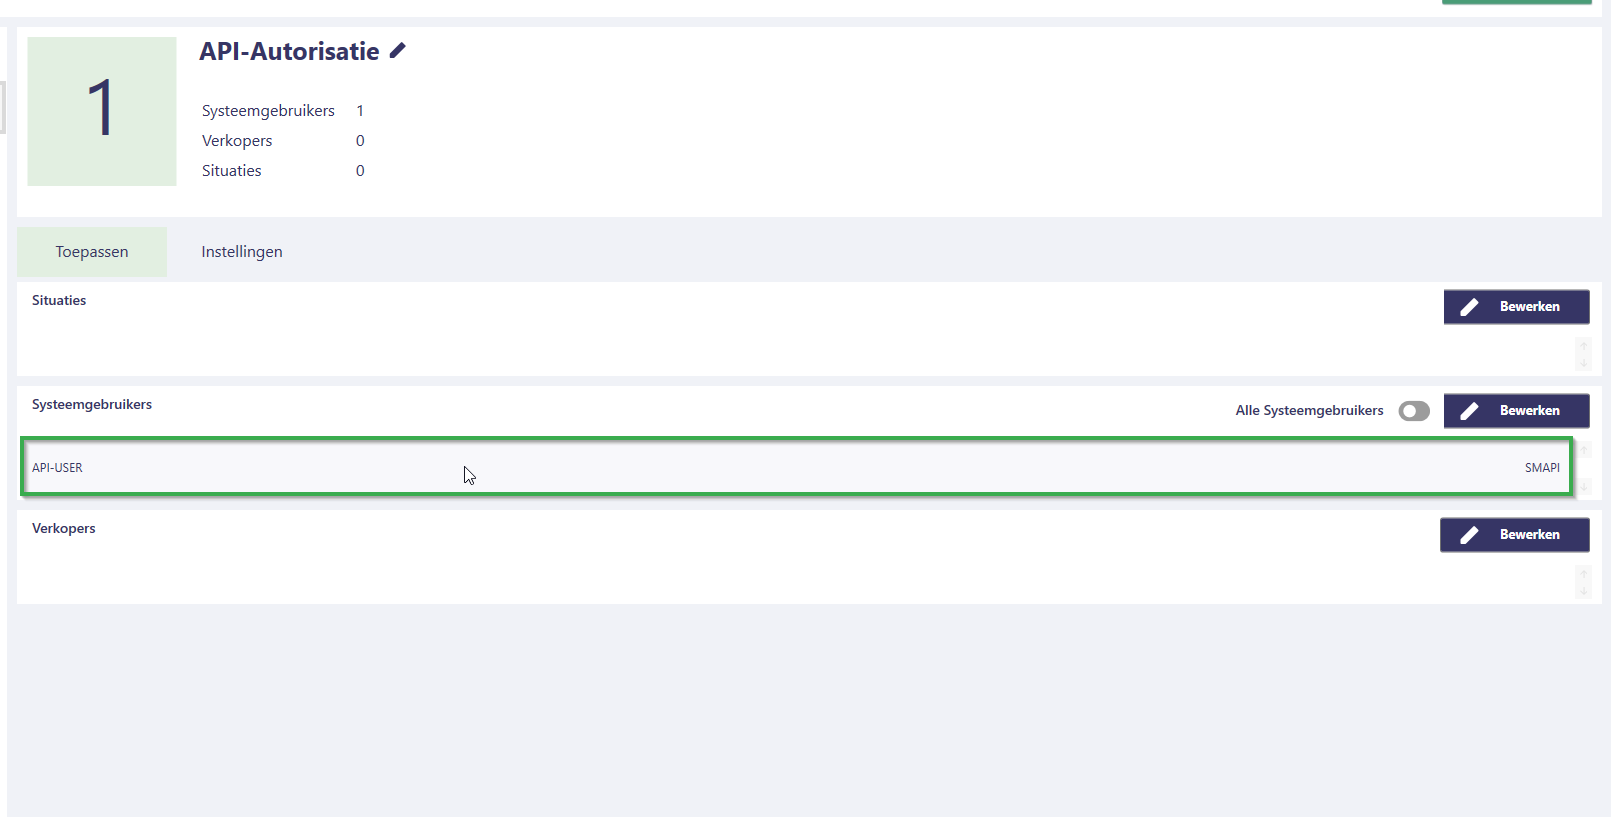 1
API-Autorisatie
Systeemgebruikers 1
Verkopers 0
Situaties 0
Toepassen Instellingen
Situaties
Bewerken
Systeemgebruikers
Alle Systeemgebruikers
Bewerken
API-USER SMAPI
Verkopers
Bewerken